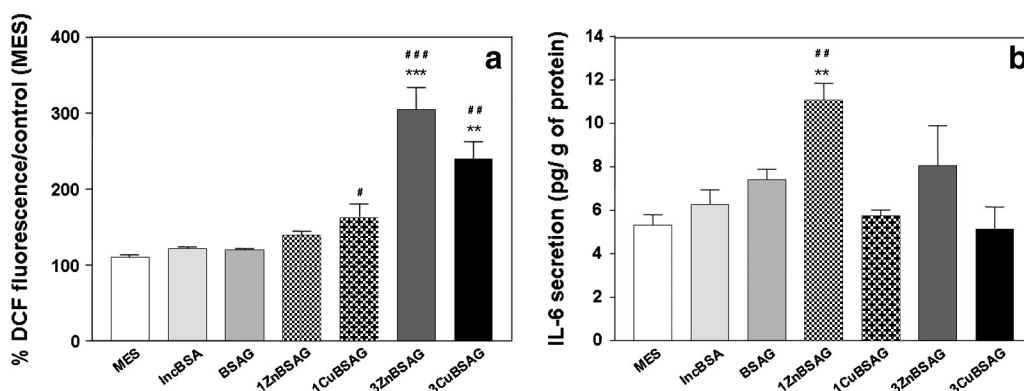 % DCF fluorescence/control (MES)
400
300
200
100
0
a
# # #
***
# #
**
#
MES
IncBSA
BSAG
1ZnBSAG
1CuBSAG
3ZnBSAG
3CuBSAG
IL-6 secretion (pg/ g of protein)
14
12
10
8
6
4
2
0
b
# #
**
MES
IncBSA
BSAG
1ZnBSAG
1CuBSAG
3ZnBSAG
3CuBSAG